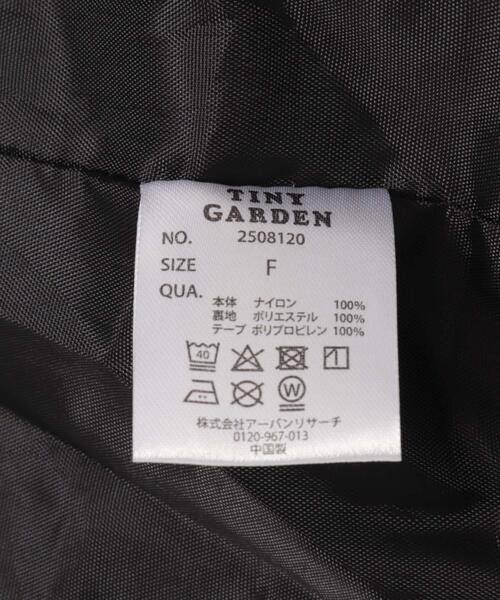 TINY
GARDEN
NO. 2508120
SIZE F
QUA.
本体 ナイロン 100%
裏地 ポリエステル 100%
テープ ポリプロピレン 100%
40
W
株式会社アーバンリサーチ
0120-967-013
中国製